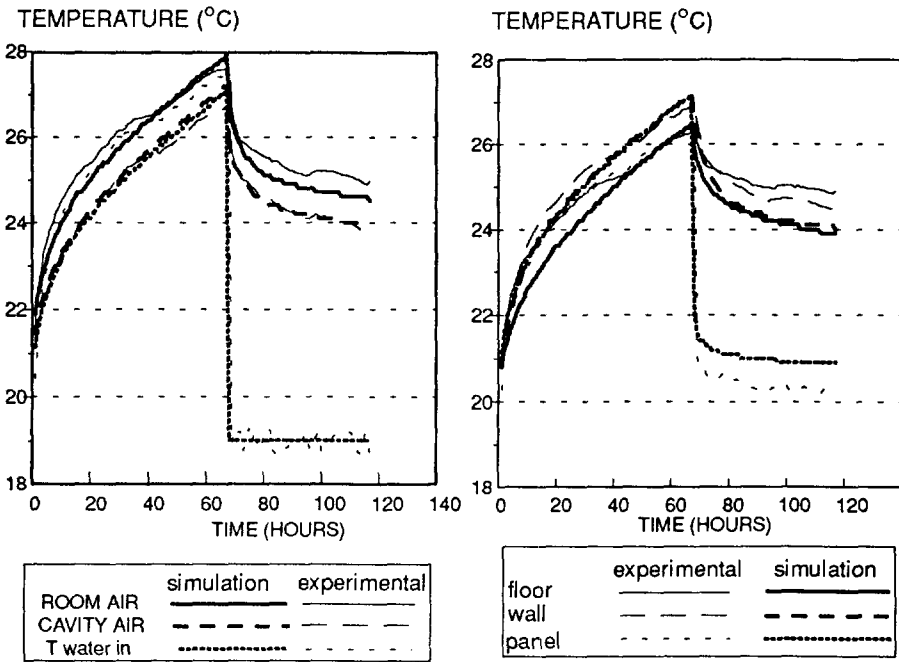 TEMPERATURE (°C)
28
26
24
22
20
18
0 20 40 60 80 100 120 140
TIME (HOURS)
simulation experimental
ROOM AIR
CAVITY AIR
T water in
TEMPERATURE (°C)
28
26
24
22
20
18
0 20 40 60 80 100 120
TIME (HOURS)
experimental simulation
floor
wall
panel